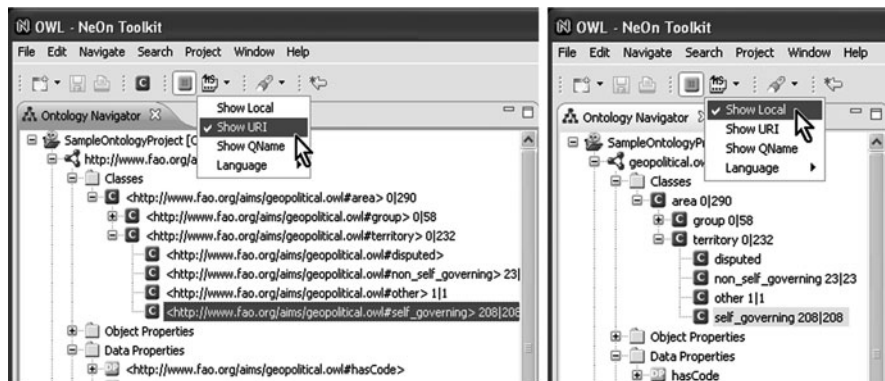 OWL - NeOn Toolkit
File Edit Navigate Search Project Window Help
Ontology Navigator
Show Local
Show URI
Show QName
Language
SampleOntologyProject
http://www.fao.org/a
Classes
<http://www.fao.org/aims/geopolitical.owl#area> 0|290
<http://www.fao.org/aims/geopolitical.owl#group> 0|58
<http://www.fao.org/aims/geopolitical.owl#territory> 0|232
<http://www.fao.org/aims/geopolitical.owl#disputed>
<http://www.fao.org/aims/geopolitical.owl#non_self_governing> 23|
<http://www.fao.org/aims/geopolitical.owl#other> 1|1
<http://www.fao.org/aims/geopolitical.owl#self_governing> 208|208
Object Properties
Data Properties
<http://www.fao.org/aims/geopolitical.owl#hasCode>
OWL - NeOn Toolkit
File Edit Navigate Search Project Window Help
Ontology Navigator
Show Local
Show URI
Show QName
Language
SampleOntologyP
geopolitical.ow
Classes
area 0|290
group 0|58
territory 0|232
disputed
non_self_governing 23|23
other 1|1
self_governing 208|208
Object Properties
Data Properties
hasCode